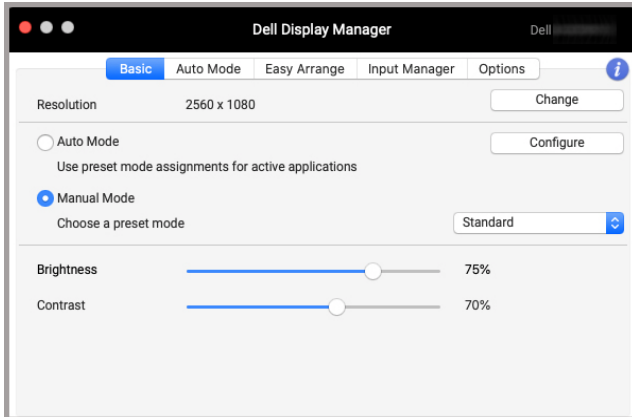 Dell Display Manager Dell
Basic Auto Mode Easy Arrange Input Manager Options i
Resolution 2560 x 1080 Change
Auto Mode Configure
Use preset mode assignments for active applications
Manual Mode
Choose a preset mode Standard
Brightness 75%
Contrast 70%